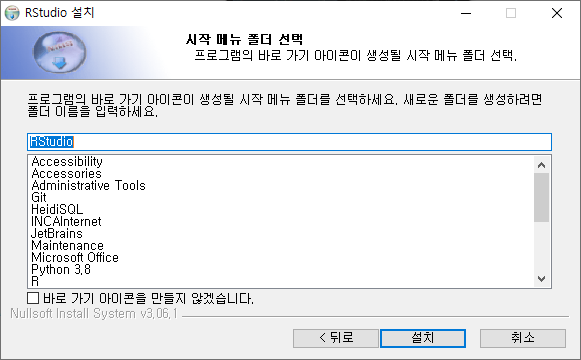 RStudio 설치
시작 메뉴 폴더 선택
프로그램의 바로 가기 아이콘이 생성될 시작 메뉴 폴더 선택.
프로그램의 바로 가기 아이콘이 생성될 시작 메뉴 폴더를 선택하세요. 새로운 폴더를 생성하려면
폴더 이름을 입력하세요.
RStudio
Accessibility
Accessories
Administrative Tools
Git
HeidiSQL
INCAInternet
JetBrains
Maintenance
Microsoft Office
Python 3.8
R
바로 가기 아이콘을 만들지 않겠습니다.
Nullsoft Install System v3.06.1
< 뒤로
설치
취소